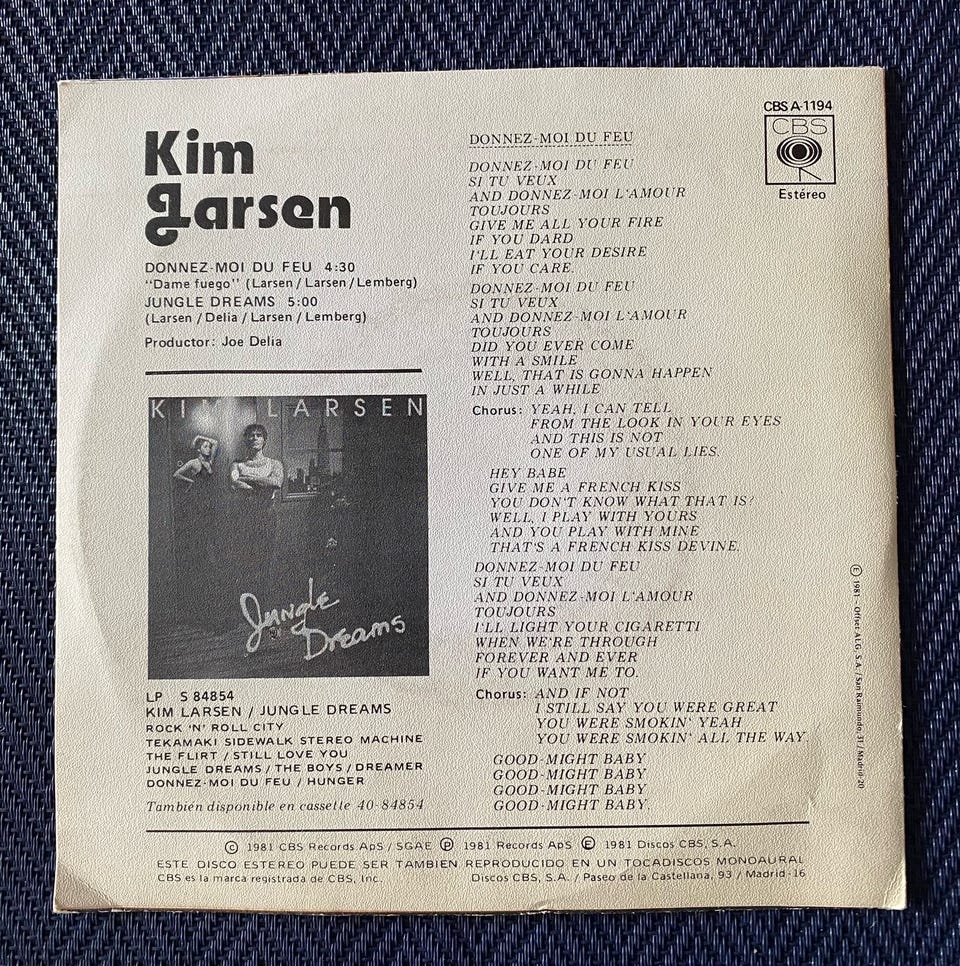 Kim
Larsen
DONNEZ-MOI DU FEU 4:30
"Dame fuego" (Larsen / Larsen / Lemberg)
JUNGLE DREAMS 5:00
(Larsen / Delia / Larsen / Lemberg)
Productor: Joe Delia
KIM LARSEN
Jungle
Dreams
LP S 84854
KIM LARSEN / JUNGLE DREAMS
ROCK 'N' ROLL CITY
TEKAMAKI SIDEWALK STEREO MACHINE
THE FLIRT / STILL LOVE YOU
JUNGLE DREAMS / THE BOYS / DREAMER
DONNEZ-MOI DU FEU / HUNGER
También disponible en cassette 40-84854
DONNEZ-MOI DU FEU
DONNEZ-MOI DU FEU
SI TU VEUX
AND DONNEZ-MOI L'AMOUR
TOUJOURS
GIVE ME ALL YOUR FIRE
IF YOU DARD
I'LL EAT YOUR DESIRE
IF YOU CARE.
DONNEZ-MOI DU FEU
SI TU VEUX
AND DONNEZ-MOI L'AMOUR
TOUJOURS
DID YOU EVER COME
WITH A SMILE
WELL, THAT IS GONNA HAPPEN
IN JUST A WHILE
Chorus: YEAH, I CAN TELL
FROM THE LOOK IN YOUR EYES
AND THIS IS NOT
ONE OF MY USUAL LIES.
HEY BABE
GIVE ME A FRENCH KISS
YOU DON'T KNOW WHAT THAT IS?
WELL, I PLAY WITH YOURS
AND YOU PLAY WITH MINE
THAT'S A FRENCH KISS DEVINE.
DONNEZ-MOI DU FEU
SI TU VEUX
AND DONNEZ-MOI L'AMOUR
TOUJOURS
I'LL LIGHT YOUR CIGARETTI
WHEN WE'RE THROUGH
FOREVER AND EVER
IF YOU WANT ME TO.
Chorus: AND IF NOT
I STILL SAY YOU WERE GREAT
YOU WERE SMOKIN' YEAH
YOU WERE SMOKIN' ALL THE WAY.
GOOD-MIGHT BABY
GOOD-MIGHT BABY
GOOD-MIGHT BABY
GOOD-MIGHT BABY.
CBS A-1194
CBS
Estéreo
Ⓔ 1981 - Offset ALG, S.A. / San Raimundo, 31 / Madrid-20
Ⓒ 1981 CBS Records ApS / SGAE Ⓟ 1981 Records ApS Ⓔ 1981 Discos CBS, S.A.
ESTE DISCO ESTEREO PUEDE SER TAMBIEN REPRODUCIDO EN UN TOCADISCOS MONOAURAL
CBS es la marca registrada de CBS, Inc. Discos CBS, S.A. / Paseo de la Castellana, 93 / Madrid-16